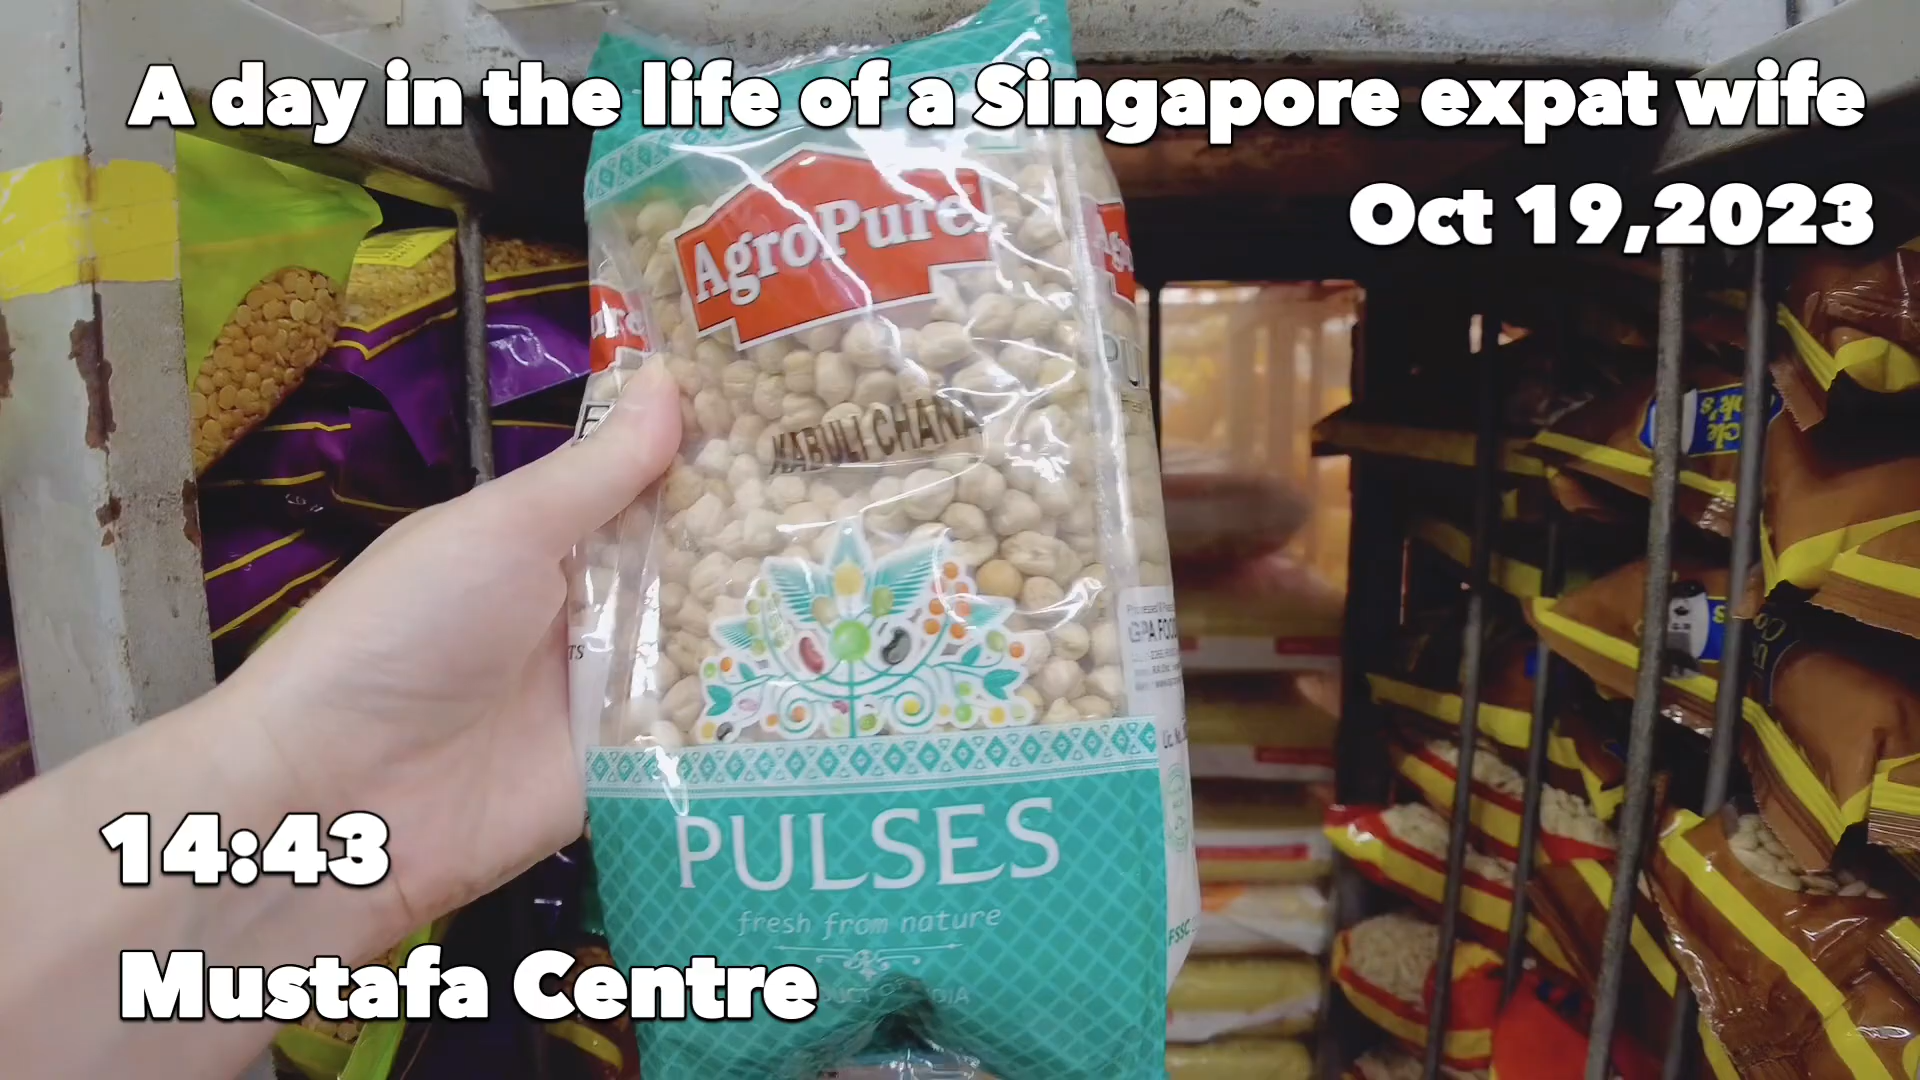 A day in the life of a Singapore expat wife
Oct 19,2023
AgroPure
KABULI CHANA
PULSES
fresh from nature
14:43
Mustafa Centre